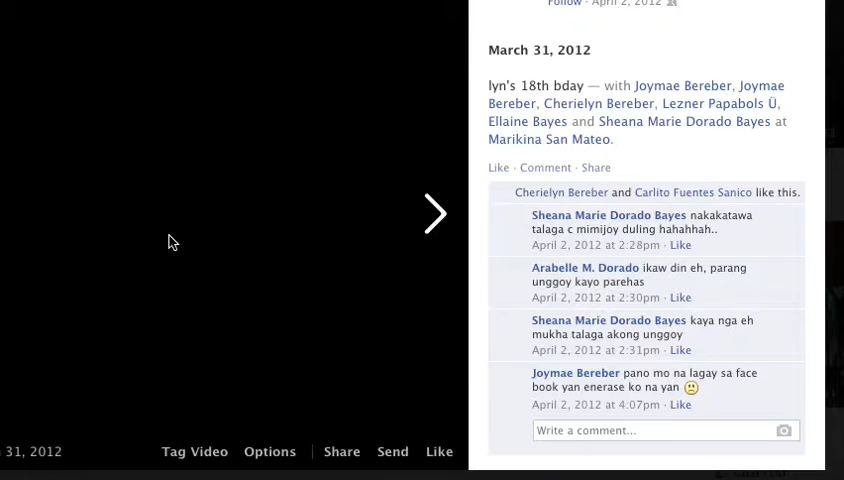 Follow · April 2, 2012
March 31, 2012
lyn's 18th bday — with Joymae Bereber, Joymae
Bereber, Cherielyn Bereber, Lezner Papabols Ü,
Ellaine Bayes and Sheana Marie Dorado Bayes at
Marikina San Mateo.
Like · Comment · Share
Cherielyn Bereber and Carlito Fuentes Sanico like this.
Sheana Marie Dorado Bayes nakakatawa
talaga c mimijoy duling hahahhah..
April 2, 2012 at 2:28pm · Like
Arabelle M. Dorado ikaw din eh, parang
unggoy kayo parehas
April 2, 2012 at 2:30pm · Like
Sheana Marie Dorado Bayes kaya nga eh
mukha talaga akong unggoy
April 2, 2012 at 2:31pm · Like
Joymae Bereber pano mo na lagay sa face
book yan enerase ko na yan
April 2, 2012 at 4:07pm · Like
Write a comment...
31, 2012
Tag Video Options Share Send Like